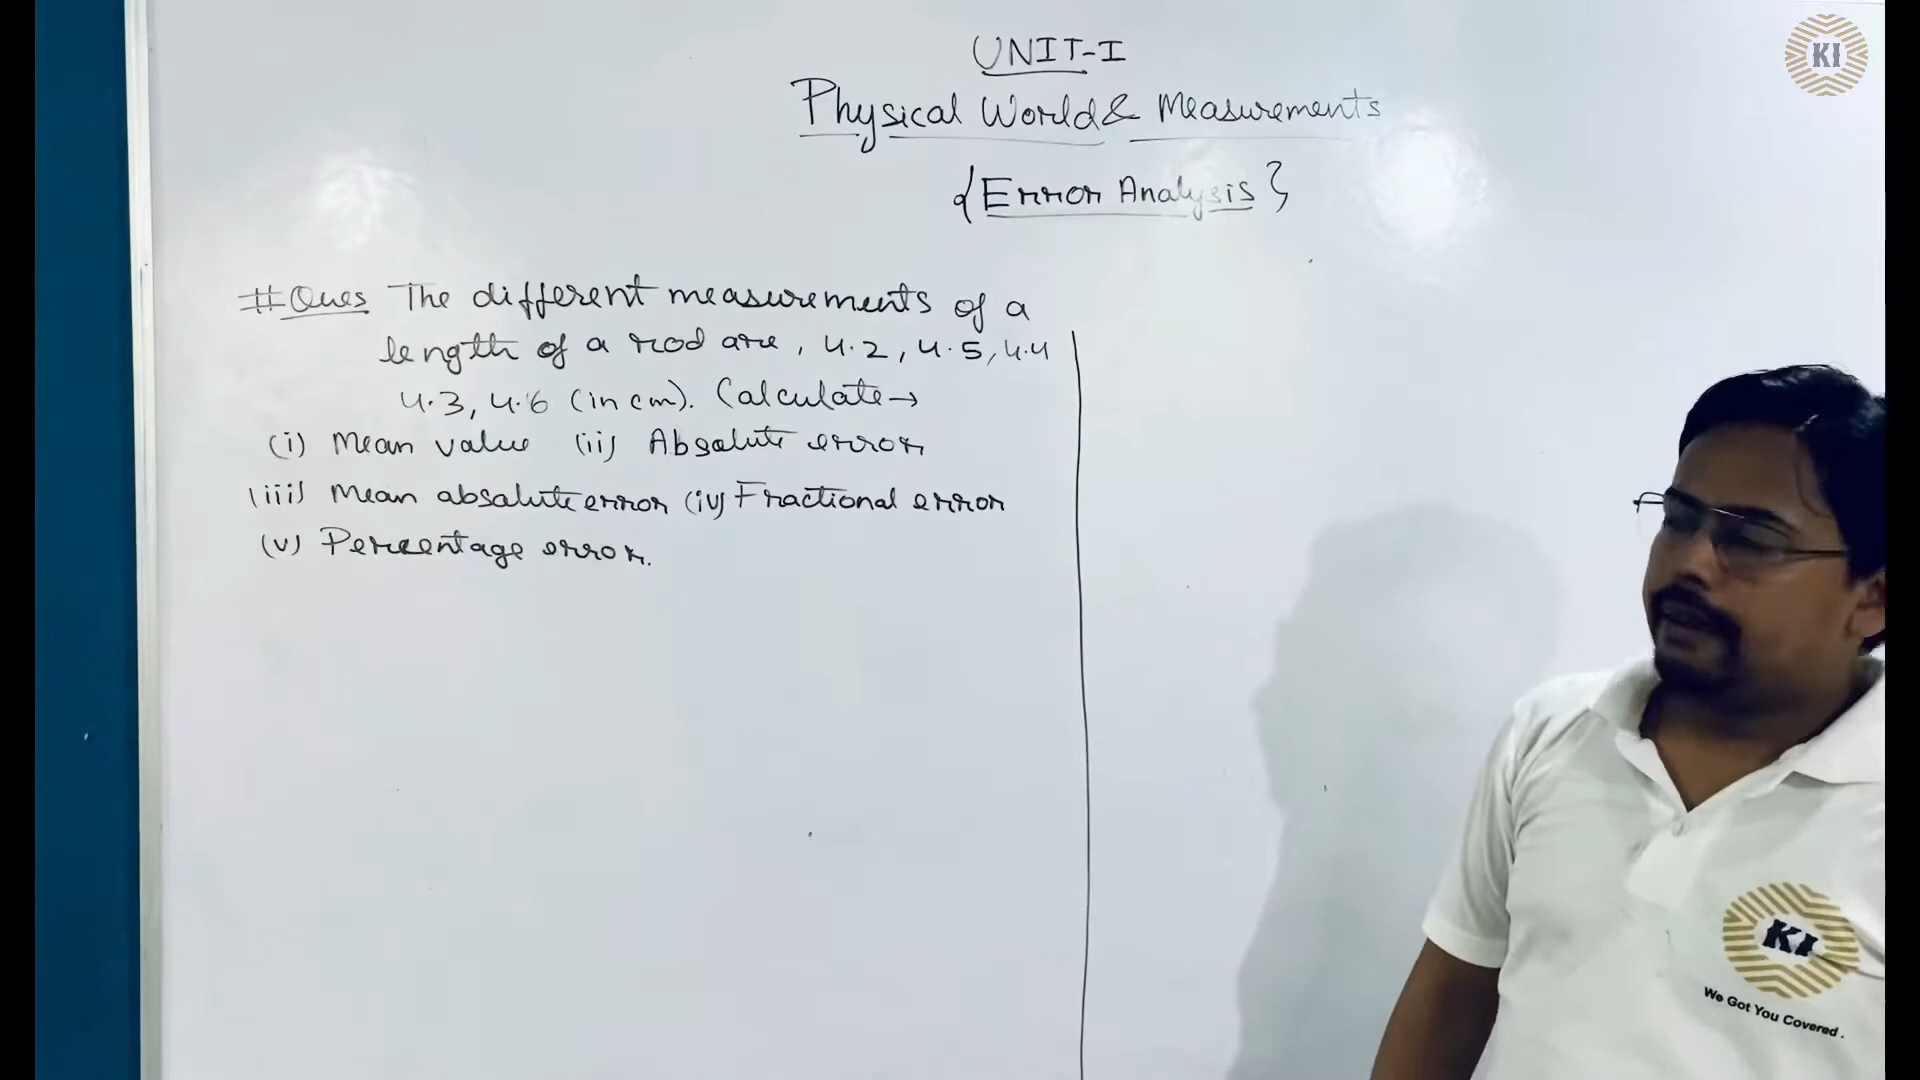 UNIT-I
Physical World & Measurements
{Error Analysis}
#Ques The different measurements of a
length of a rod are, 4.2, 4.5, 4.4
4.3, 4.6 (in cm). Calculate →
(i) Mean value (ii) Absolute error
(iii) Mean absolute error (iv) Fractional error
(v) Percentage error.
KI
KI
We Got You Covered.